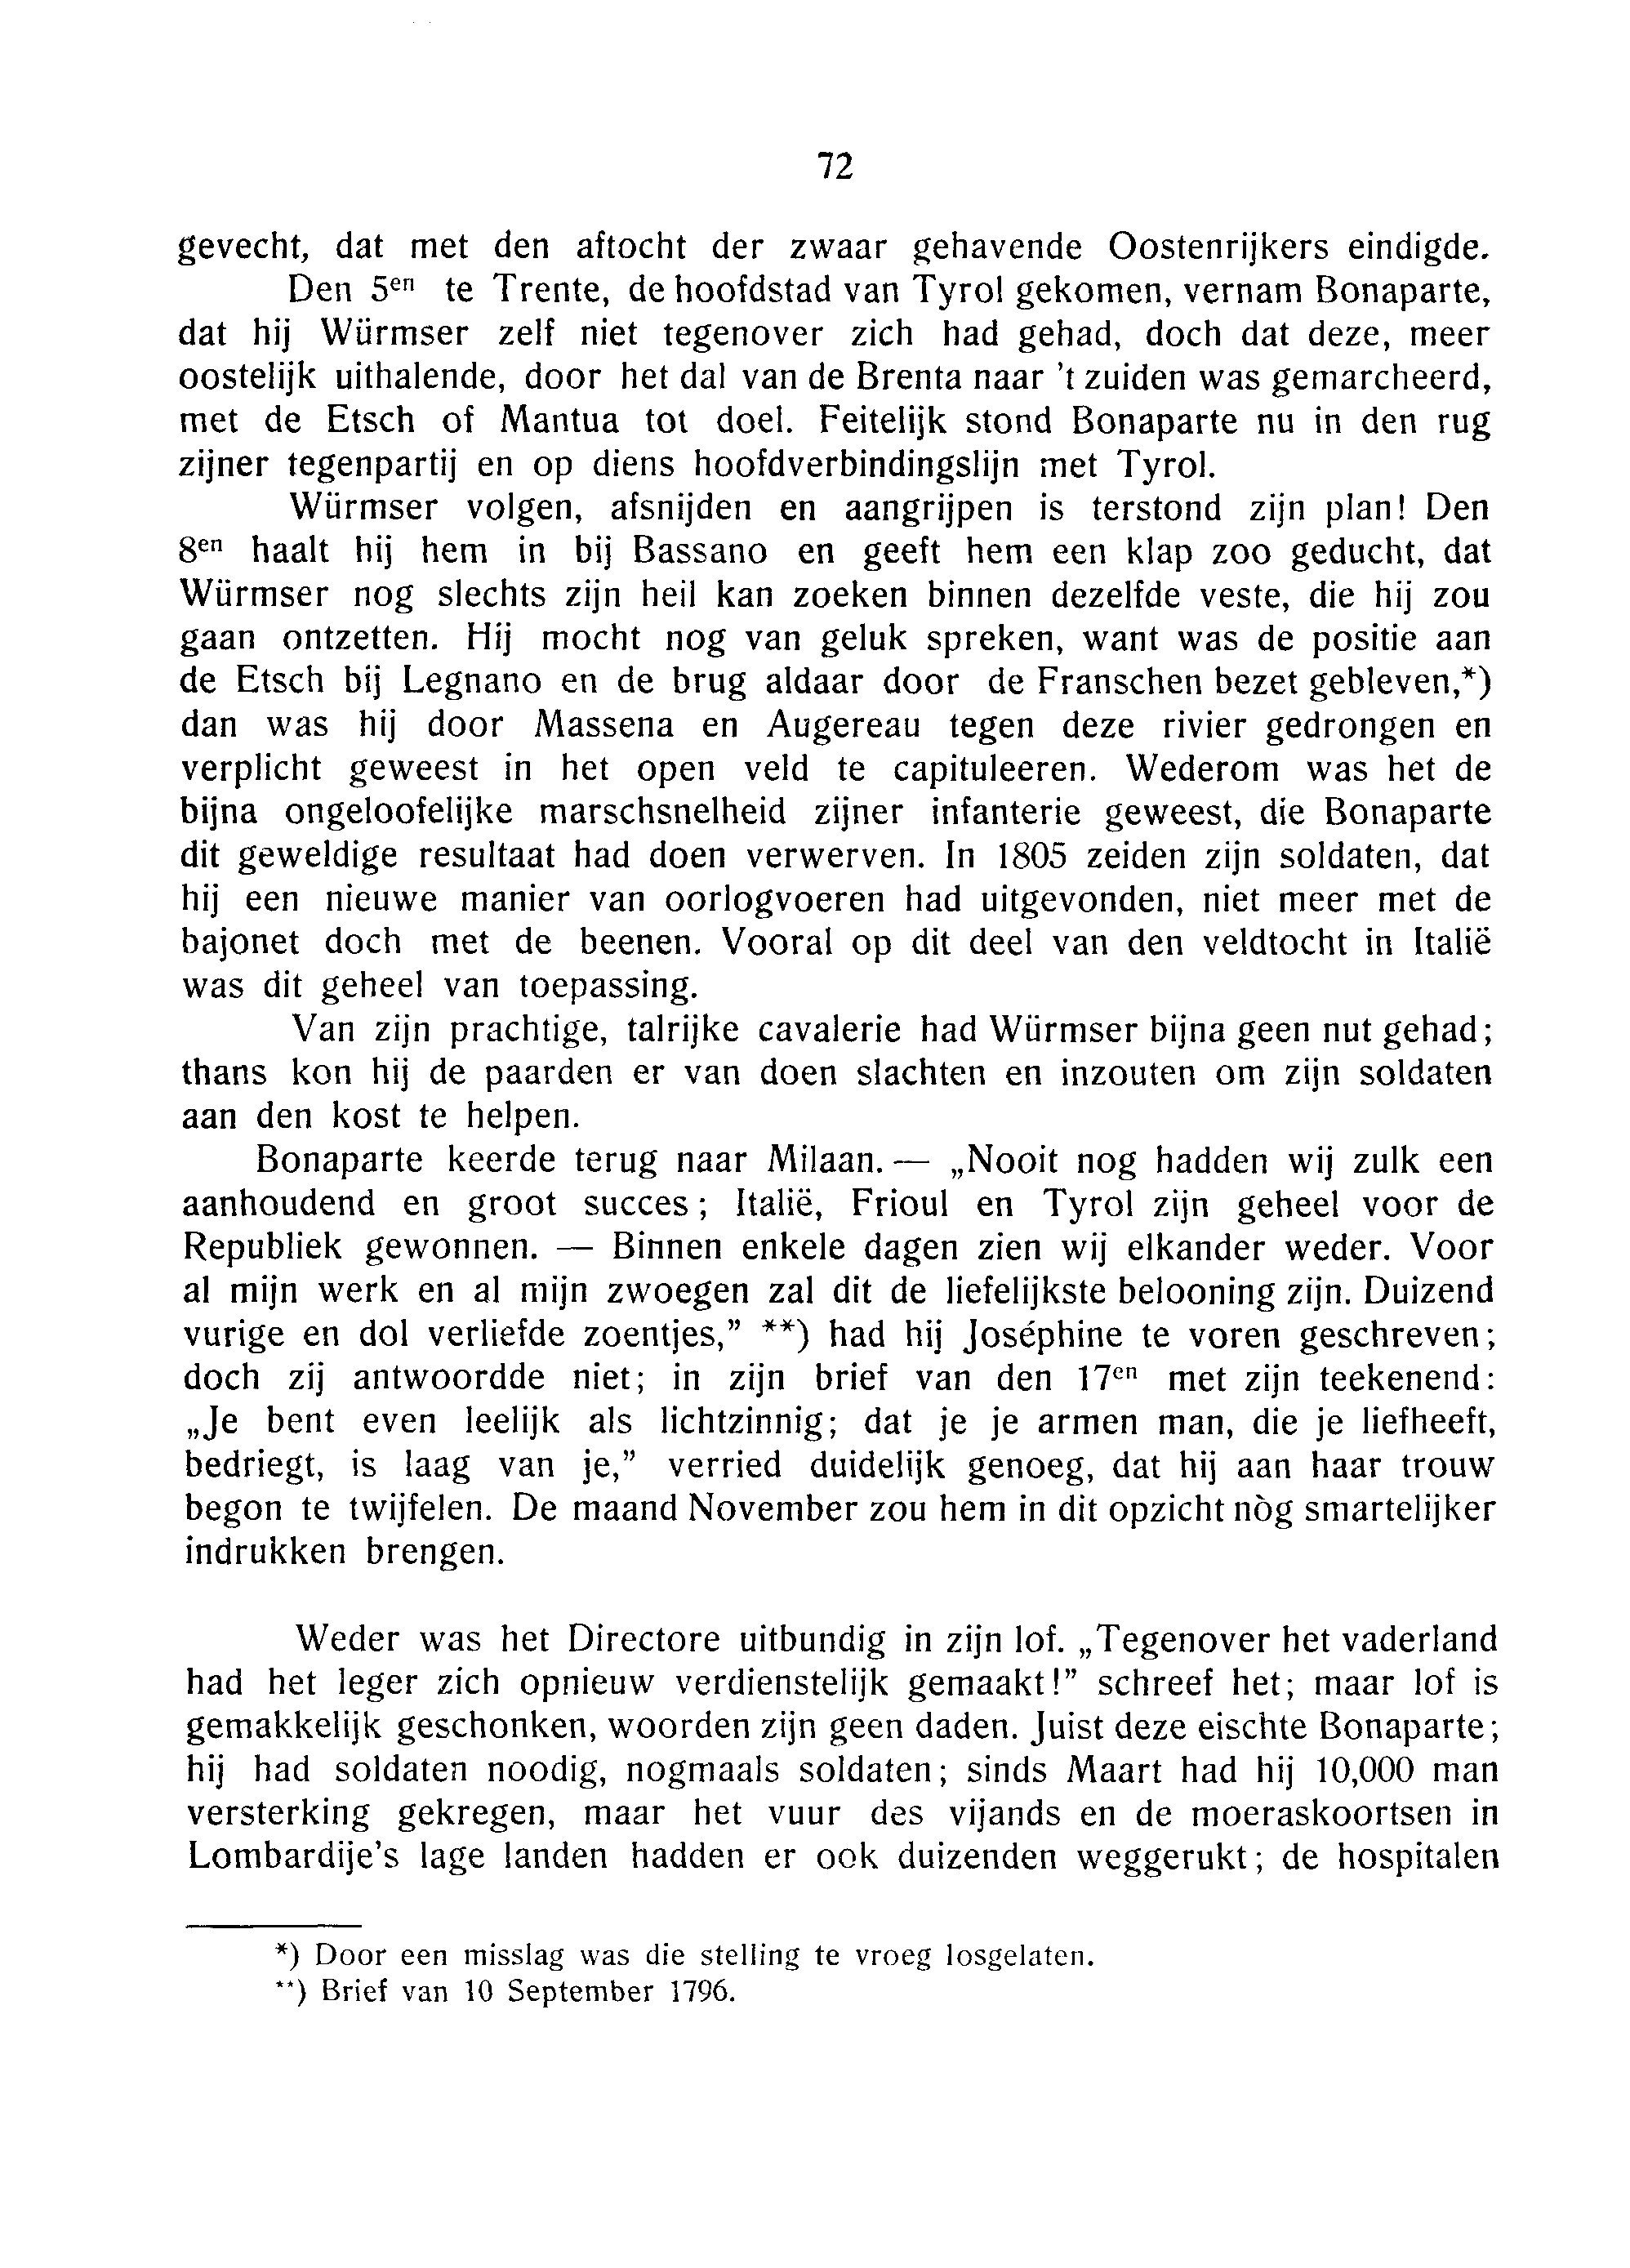 72
gevecht, dat met den aftocht der zwaar gehavende Oostenrijkers eindigde.
Den 5en te Trente, de hoofdstad van Tyrol gekomen, vernam Bonaparte,
dat hij Würmser zelf niet tegenover zich had gehad, doch dat deze, meer
oostelijk uithalende, door het dal van de Brenta naar 't zuiden was gemarcheerd,
met de Etsch of Mantua tot doel. Feitelijk stond Bonaparte nu in den rug
zijner tegenpartij en op diens hoofdverbindingslijn met Tyrol.
Würmser volgen, afsnijden en aangrijpen is terstond zijn plan! Den
8en haalt hij hem in bij Bassano en geeft hem een klap zoo geducht, dat
Würmser nog slechts zijn heil kan zoeken binnen dezelfde veste, die hij zou
gaan ontzetten. Hij mocht nog van geluk spreken, want was de positie aan
de Etsch bij Legnano en de brug aldaar door de Franschen bezet gebleven,*)
dan was hij door Massena en Augereau tegen deze rivier gedrongen en
verplicht geweest in het open veld te capituleeren. Wederom was het de
bijna ongeloofelijke marschsnelheid zijner infanterie geweest, die Bonaparte
dit geweldige resultaat had doen verwerven. In 1805 zeiden zijn soldaten, dat
hij een nieuwe manier van oorlogvoeren had uitgevonden, niet meer met de
bajonet doch met de beenen. Vooral op dit deel van den veldtocht in Italië
was dit geheel van toepassing.
Van zijn prachtige, talrijke cavalerie had Würmser bijna geen nut gehad;
thans kon hij de paarden er van doen slachten en inzouten om zijn soldaten
aan den kost te helpen.
Bonaparte keerde terug naar Milaan. — „Nooit nog hadden wij zulk een
aanhoudend en groot succes; Italië, Frioul en Tyrol zijn geheel voor de
Republiek gewonnen. — Binnen enkele dagen zien wij elkander weder. Voor
al mijn werk en al mijn zwoegen zal dit de liefelijkste belooning zijn. Duizend
vurige en dol verliefde zoentjes,” **) had hij Joséphine te voren geschreven;
doch zij antwoordde niet; in zijn brief van den 17en met zijn teekenend:
„Je bent even leelijk als lichtzinnig; dat je je armen man, die je liefheeft,
bedriegt, is laag van je,” verried duidelijk genoeg, dat hij aan haar trouw
begon te twijfelen. De maand November zou hem in dit opzicht nòg smartelijker
indrukken brengen.
Weder was het Directore uitbundig in zijn lof. „Tegenover het vaderland
had het leger zich opnieuw verdienstelijk gemaakt!” schreef het; maar lof is
gemakkelijk geschonken, woorden zijn geen daden. Juist deze eischte Bonaparte;
hij had soldaten noodig, nogmaals soldaten; sinds Maart had hij 10,000 man
versterking gekregen, maar het vuur des vijands en de moeraskoortsen in
Lombardije's lage landen hadden er ook duizenden weggerukt; de hospitalen
*) Door een misslag was die stelling te vroeg losgelaten.
**) Brief van 10 September 1796.